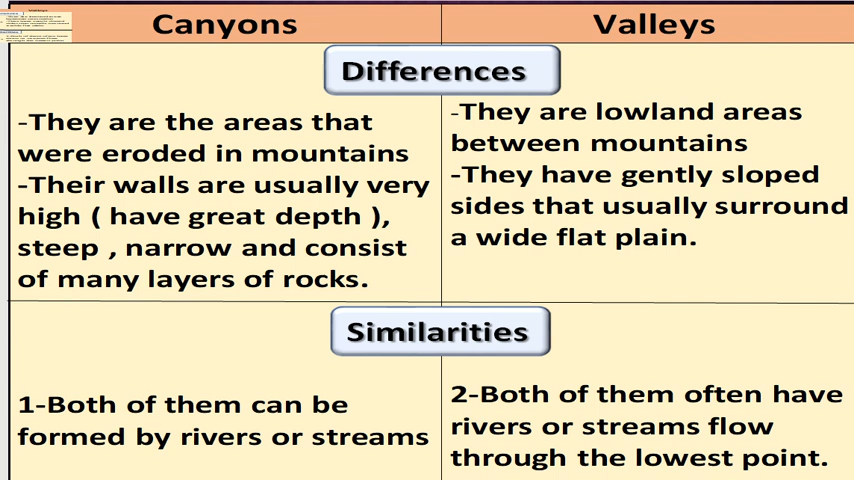 Canyons
Valleys
Differences
-They are the areas that
were eroded in mountains
-Their walls are usually very
high ( have great depth ),
steep , narrow and consist
of many layers of rocks.
-They are lowland areas
between mountains
-They have gently sloped
sides that usually surround
a wide flat plain.
Similarities
1-Both of them can be
formed by rivers or streams
2-Both of them often have
rivers or streams flow
through the lowest point.